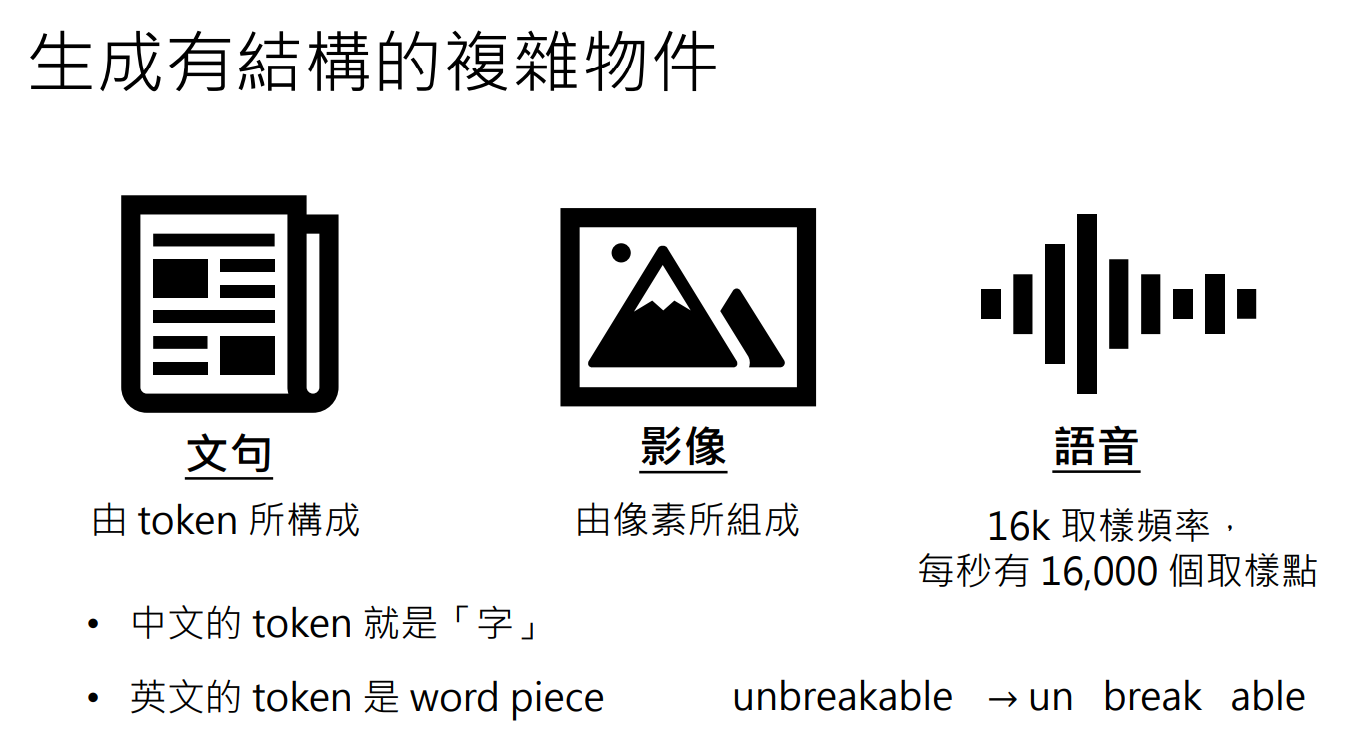 生成有結構的複雜物件
文句
影像
語音
由 token 所構成
由像素所組成
16k 取樣頻率，
每秒有 16,000 個取樣點
• 中文的 token 就是「字」
• 英文的 token 是 word piece
unbreakable → un break able